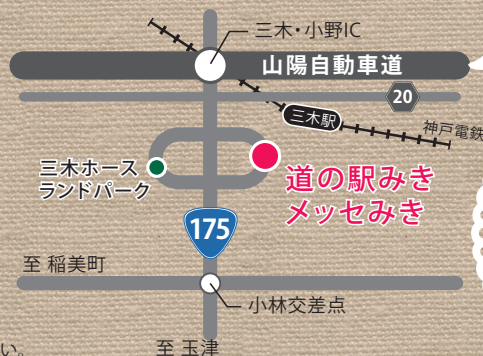 三木・小野IC
山陽自動車道
20
三木駅
神戸電鉄
三木ホース
ランドパーク
道の駅みき
メッセみき
175
至 稲美町
小林交差点
い。
至 玉津